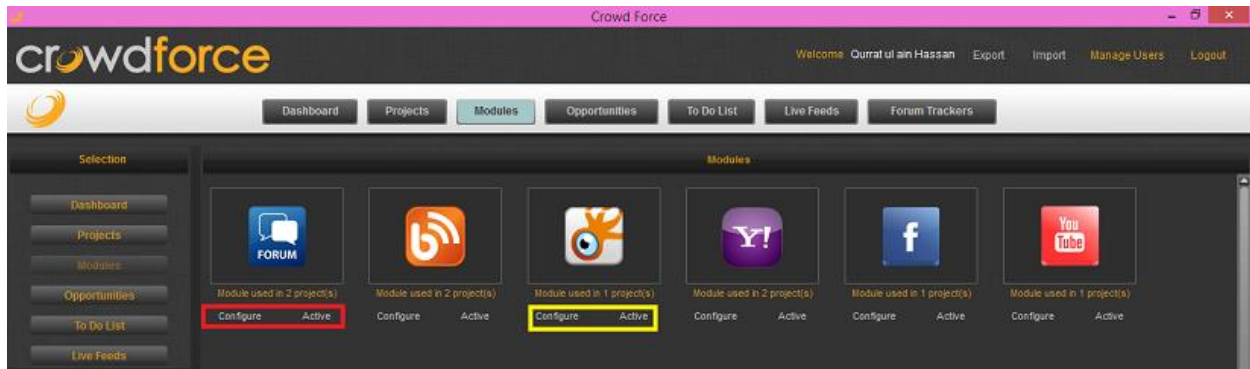 Crowd Force
crowdforce
Welcome Qurrat ul ain Hassan Export Import Manage Users Logout
Dashboard Projects Modules Opportunities To Do List Live Feeds Forum Trackers
Selection
Modules
Dashboard
Projects
Modules
Opportunities
To Do List
Live Feeds
FORUM
b
Y!
f
You
Tube
Module used in 2 project(s) Module used in 2 project(s) Module used in 1 project(s) Module used in 2 project(s) Module used in 1 project(s) Module used in 1 project(s)
Configure Active Configure Active Configure Active Configure Active Configure Active Configure Active